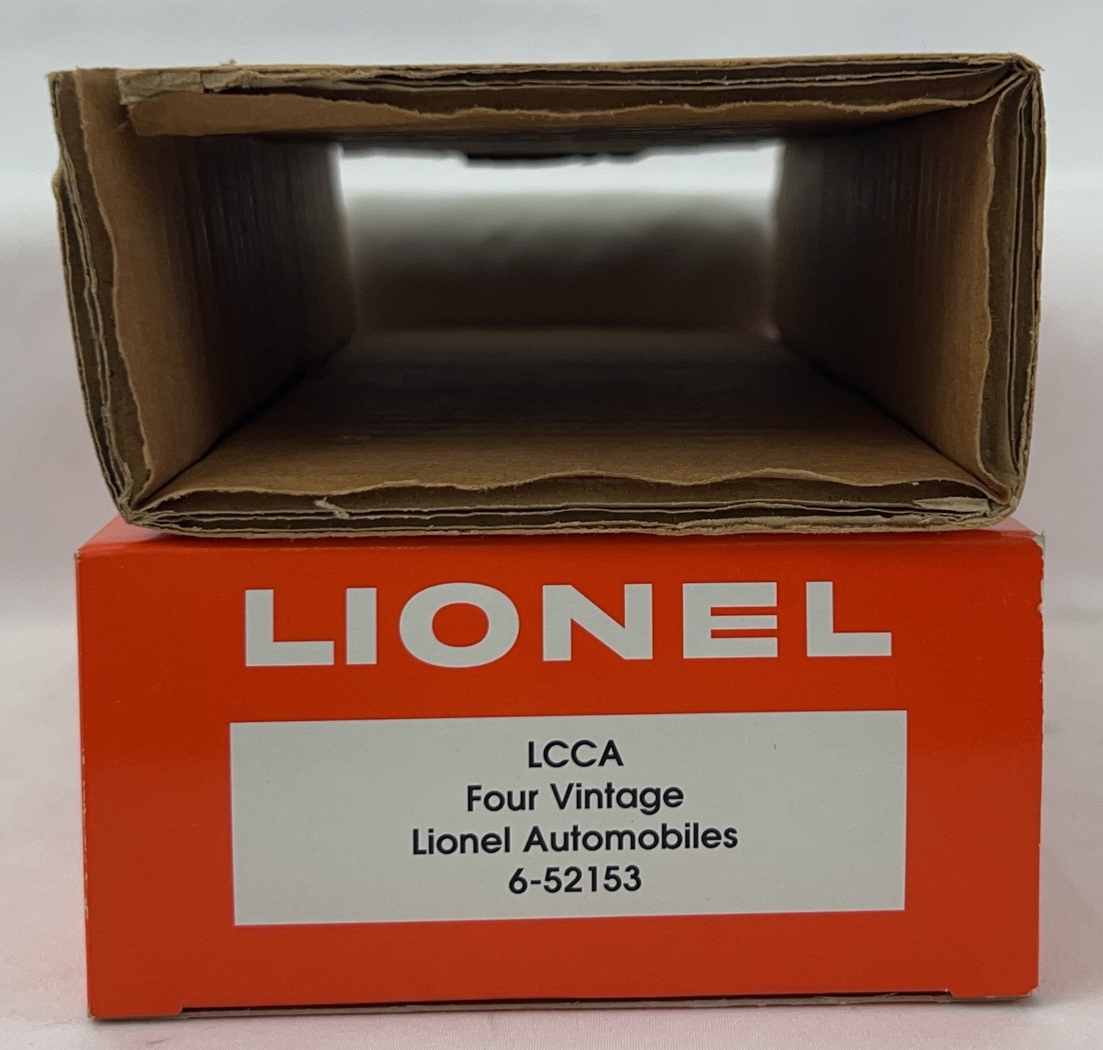 LIONEL
LCCA
Four Vintage
Lionel Automobiles
6-52153